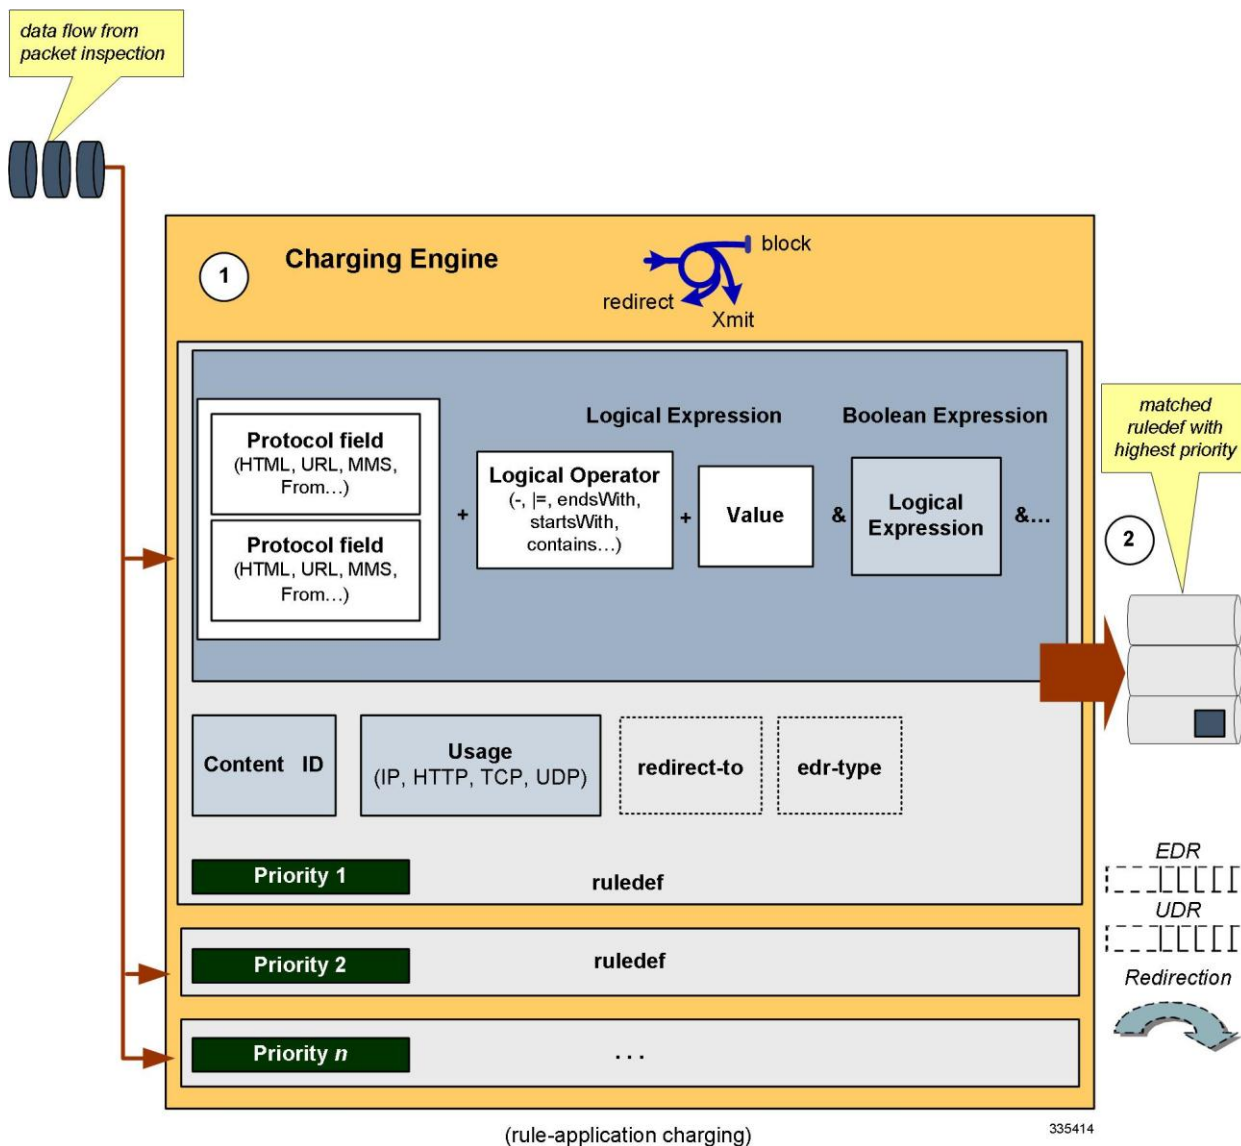 data flow from
packet inspection
1
Charging Engine
block
redirect
Xmit
Logical Expression
Boolean Expression
Protocol field
(HTML, URL, MMS,
From…)
Protocol field
(HTML, URL, MMS,
From…)
+
Logical Operator
(-, |=, endsWith,
startsWith,
contains…)
+
Value
&
Logical
Expression
&…
matched
ruledef with
highest priority
2
Content ID
Usage
(IP, HTTP, TCP, UDP)
redirect-to
edr-type
Priority 1
ruledef
EDR
UDR
Priority 2
ruledef
Redirection
Priority n
...
(rule-application charging)
335414